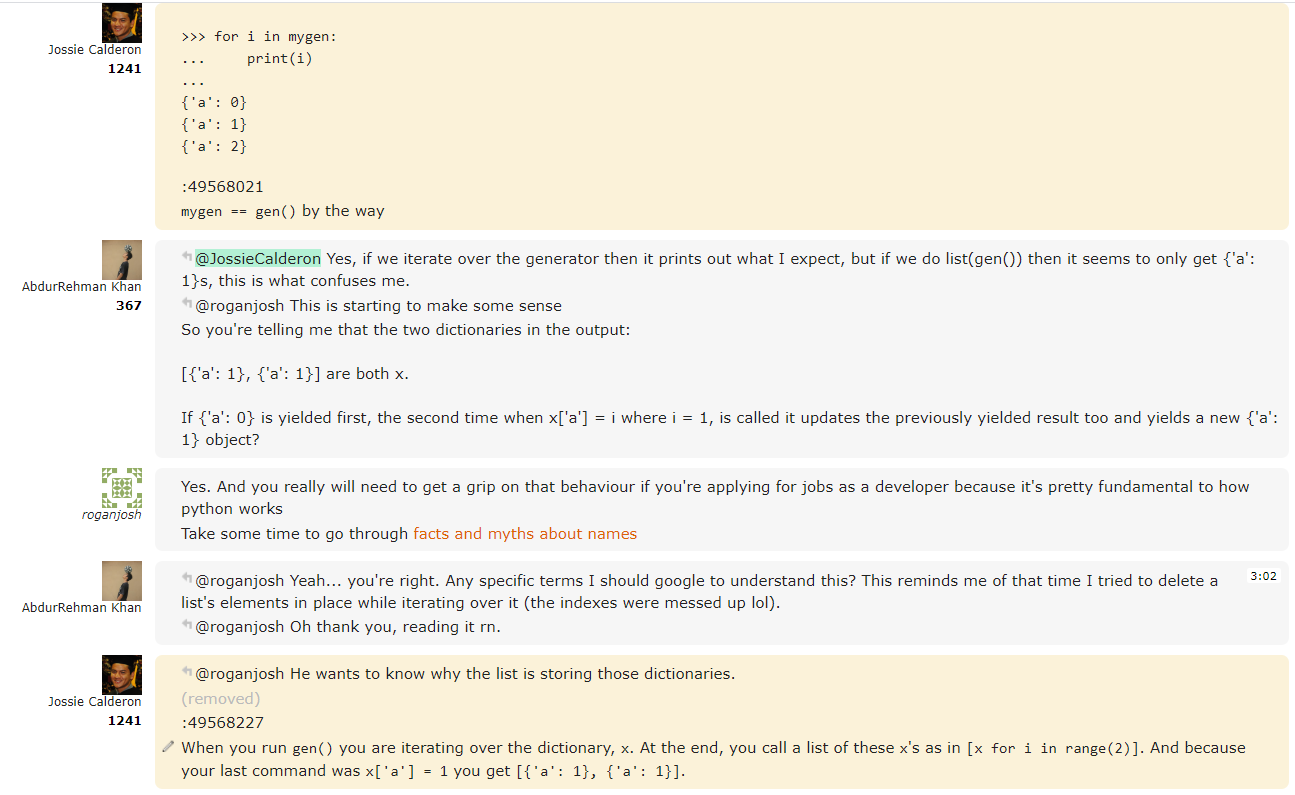 >>> for i in mygen:
Jossie Calderon
... print(i)
1241
...
{'a': 0}
{'a': 1}
{'a': 2}
:49568021
mygen == gen() by the way
@JossieCalderon Yes, if we iterate over the generator then it prints out what I expect, but if we do list(gen()) then it seems to only get {'a':
1}s, this is what confuses me.
AbdurRehman Khan
367
@roganjosh This is starting to make some sense
So you're telling me that the two dictionaries in the output:
[{'a': 1}, {'a': 1}] are both x.
If {'a': 0} is yielded first, the second time when x['a'] = i where i = 1, is called it updates the previously yielded result too and yields a new {'a':
1} object?
Yes. And you really will need to get a grip on that behaviour if you're applying for jobs as a developer because it's pretty fundamental to how
python works
roganjosh
Take some time to go through facts and myths about names
@roganjosh Yeah... you're right. Any specific terms I should google to understand this? This reminds me of that time I tried to delete a
3:02
list's elements in place while iterating over it (the indexes were messed up lol).
AbdurRehman Khan
@roganjosh Oh thank you, reading it rn.
@roganjosh He wants to know why the list is storing those dictionaries.
Jossie Calderon
(removed)
1241
:49568227
When you run gen() you are iterating over the dictionary, x. At the end, you call a list of these x's as in [x for i in range(2)]. And because
your last command was x['a'] = 1 you get [{'a': 1}, {'a': 1}].